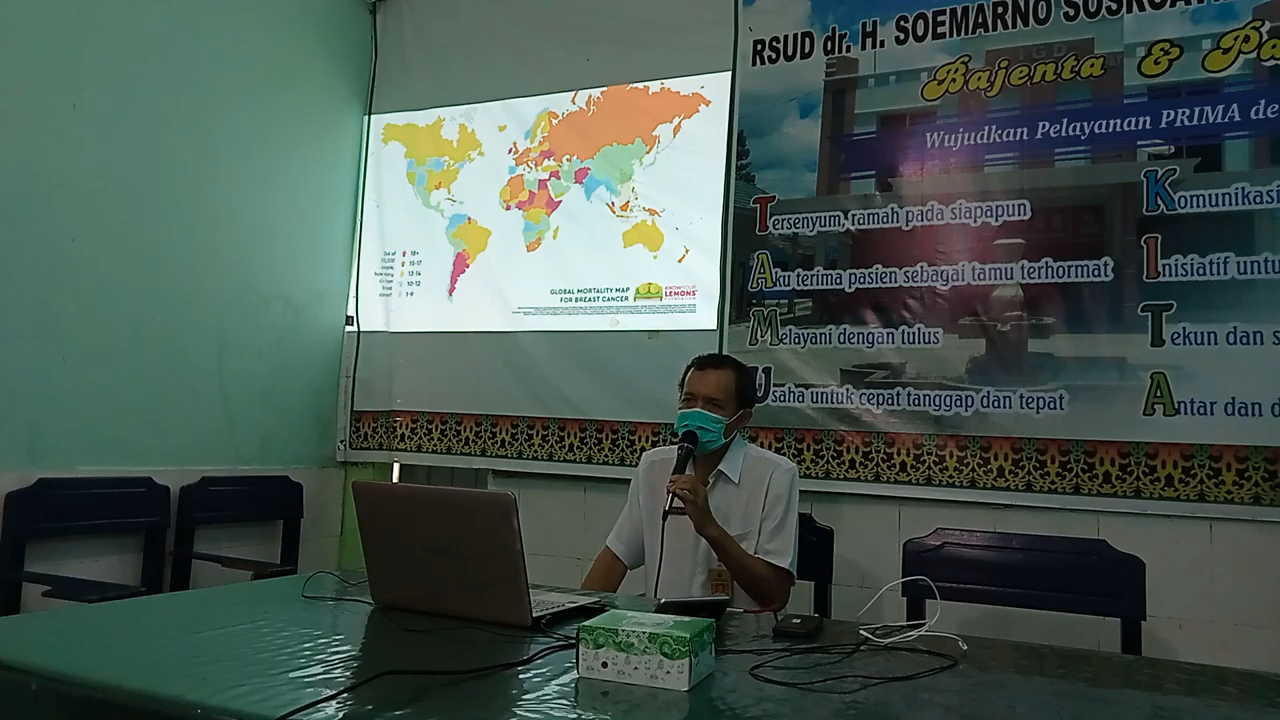 RSUD dr. H. SOEMARNO
Bajenta & Pa
Wujudkan Pelayanan PRIMA de
Tersenyum, ramah pada siapapun
Aku terima pasien sebagai tamu terhormat
Melayani dengan tulus
Usaha untuk cepat tanggap dan tepat
Komunikasi
Inisiatif untu
Tekun dan s
Antar dan d
18+
15-17
13-14
10-12
1-9
GLOBAL MORTALITY MAP
FOR BREAST CANCER
KNOW YOUR
LEMONS
FOUNDATION